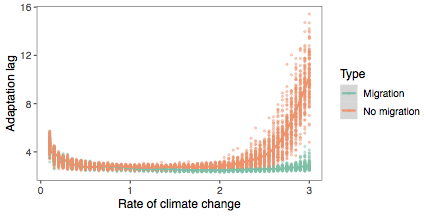 16
12
8
4
Adaptation lag
0
1
2
3
Rate of climate change
Type
Migration
No migration